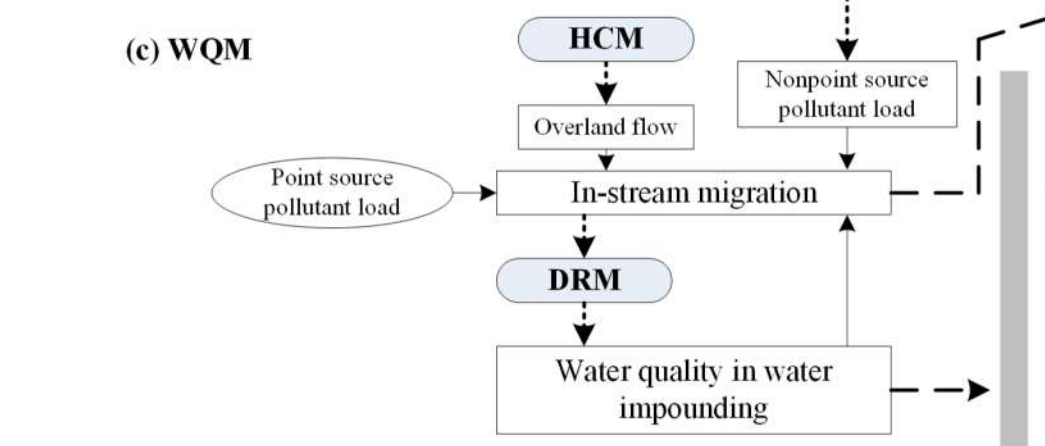 (c) WQM
HCM
Nonpoint source
pollutant load
Overland flow
Point source
pollutant load
In-stream migration
DRM
Water quality in water
impounding